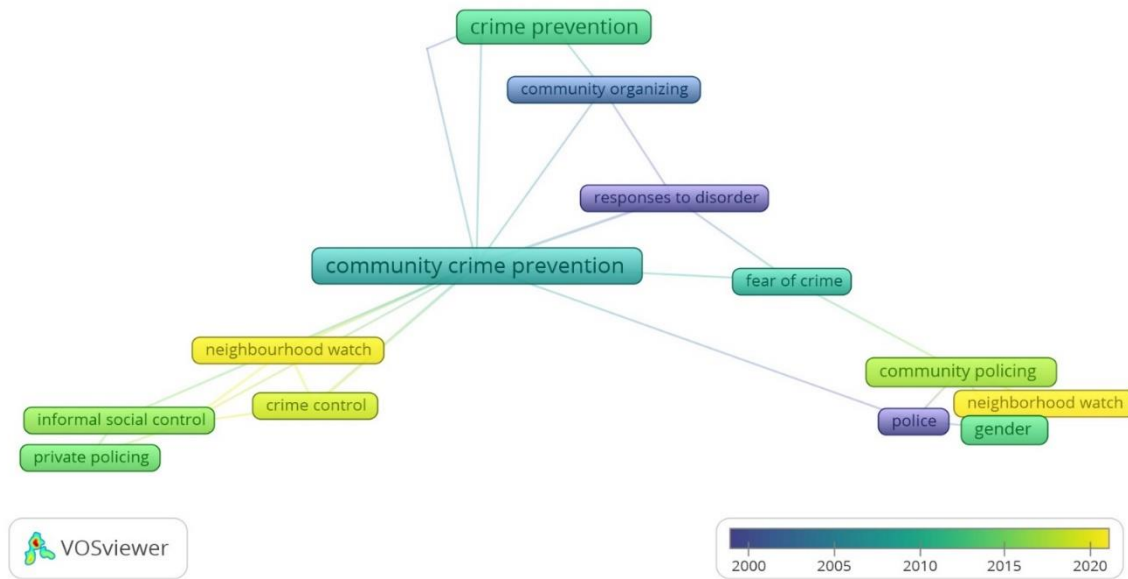 crime prevention
community organizing
responses to disorder
community crime prevention
fear of crime
neighbourhood watch
community policing
crime control
neighborhood watch
informal social control
police
gender
private policing
VOSviewer
2000 2005 2010 2015 2020